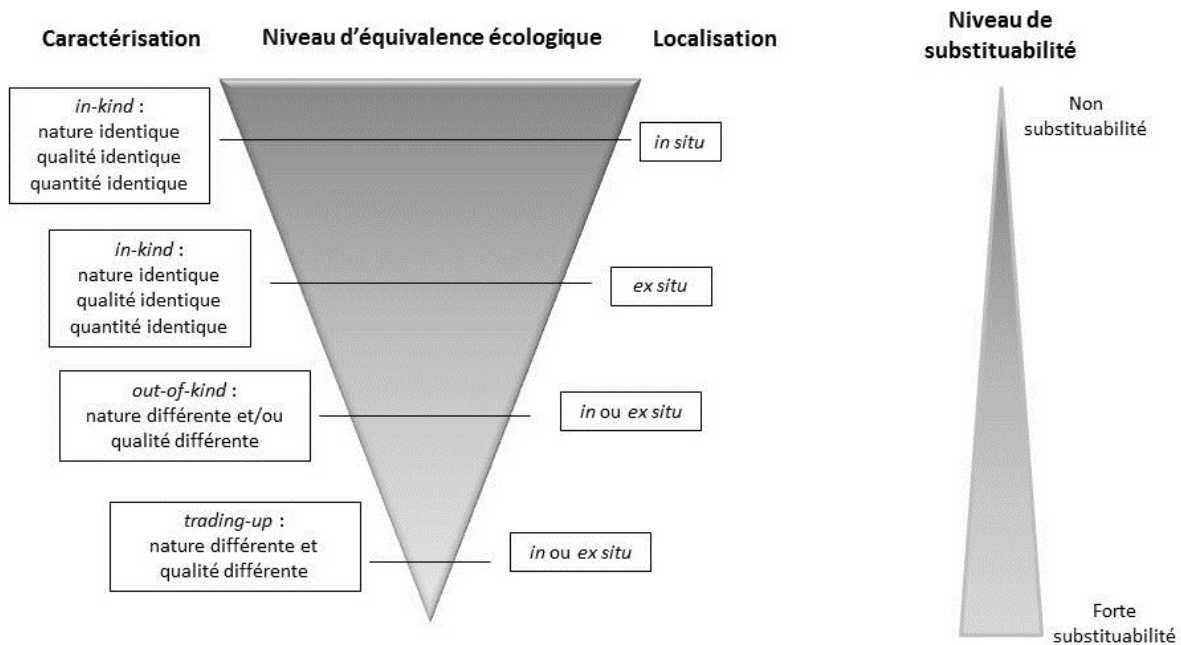 Caractérisation
Niveau d'équivalence écologique
Localisation
Niveau de
substituabilité
in-kind :
nature identique
qualité identique
quantité identique
in situ
Non
substituabilité
in-kind :
nature identique
qualité identique
quantité identique
ex situ
out-of-kind :
nature différente et/ou
qualité différente
in ou ex situ
trading-up :
nature différente et
qualité différente
in ou ex situ
Forte
substituabilité